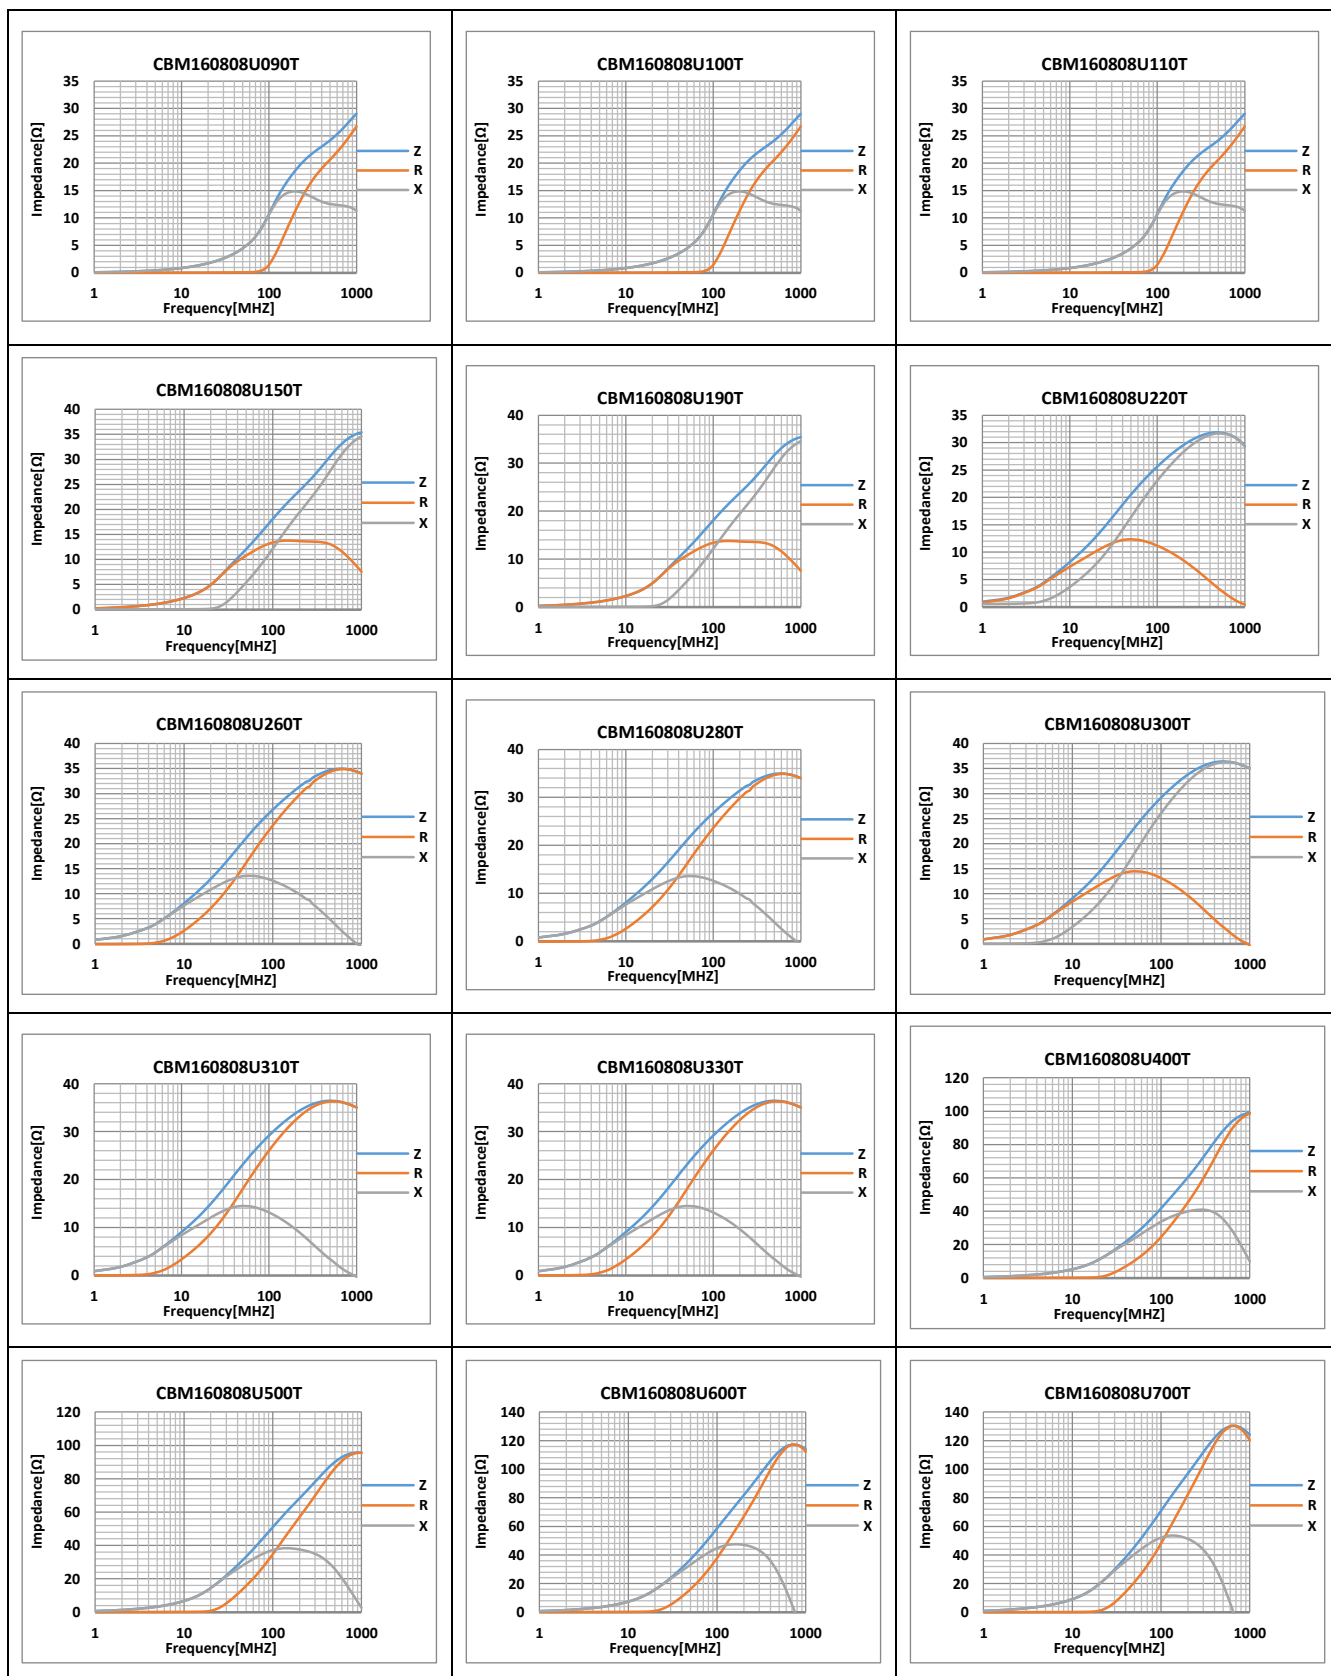 CBM160808U090T
Impedance[Ω]
35
30
25
20
15
10
5
0
1 10 100 1000
Frequency[MHZ]
Z
R
X
CBM160808U100T
Impedance[Ω]
35
30
25
20
15
10
5
0
1 10 100 1000
Frequency[MHZ]
Z
R
X
CBM160808U110T
Impedance[Ω]
35
30
25
20
15
10
5
0
1 10 100 1000
Frequency[MHZ]
Z
R
X
CBM160808U150T
Impedance[Ω]
40
35
30
25
20
15
10
5
0
1 10 100 1000
Frequency[MHZ]
Z
R
X
CBM160808U190T
Impedance[Ω]
40
30
20
10
0
1 10 100 1000
Frequency[MHZ]
Z
R
X
CBM160808U220T
Impedance[Ω]
35
30
25
20
15
10
5
0
1 10 100 1000
Frequency[MHZ]
Z
R
X
CBM160808U260T
Impedance[Ω]
40
35
30
25
20
15
10
5
0
1 10 100 1000
Frequency[MHZ]
Z
R
X
CBM160808U280T
Impedance[Ω]
40
30
20
10
0
1 10 100 1000
Frequency[MHZ]
Z
R
X
CBM160808U300T
Impedance[Ω]
40
35
30
25
20
15
10
5
0
1 10 100 1000
Frequency[MHZ]
Z
R
X
CBM160808U310T
Impedance[Ω]
40
30
20
10
0
1 10 100 1000
Frequency[MHZ]
Z
R
X
CBM160808U330T
Impedance[Ω]
40
30
20
10
0
1 10 100 1000
Frequency[MHZ]
Z
R
X
CBM160808U400T
Impedance[Ω]
120
100
80
60
40
20
0
1 10 100 1000
Frequency[MHZ]
Z
R
X
CBM160808U500T
Impedance[Ω]
120
100
80
60
40
20
0
1 10 100 1000
Frequency[MHZ]
Z
R
X
CBM160808U600T
Impedance[Ω]
140
120
100
80
60
40
20
0
1 10 100 1000
Frequency[MHZ]
Z
R
X
CBM160808U700T
Impedance[Ω]
140
120
100
80
60
40
20
0
1 10 100 1000
Frequency[MHZ]
Z
R
X